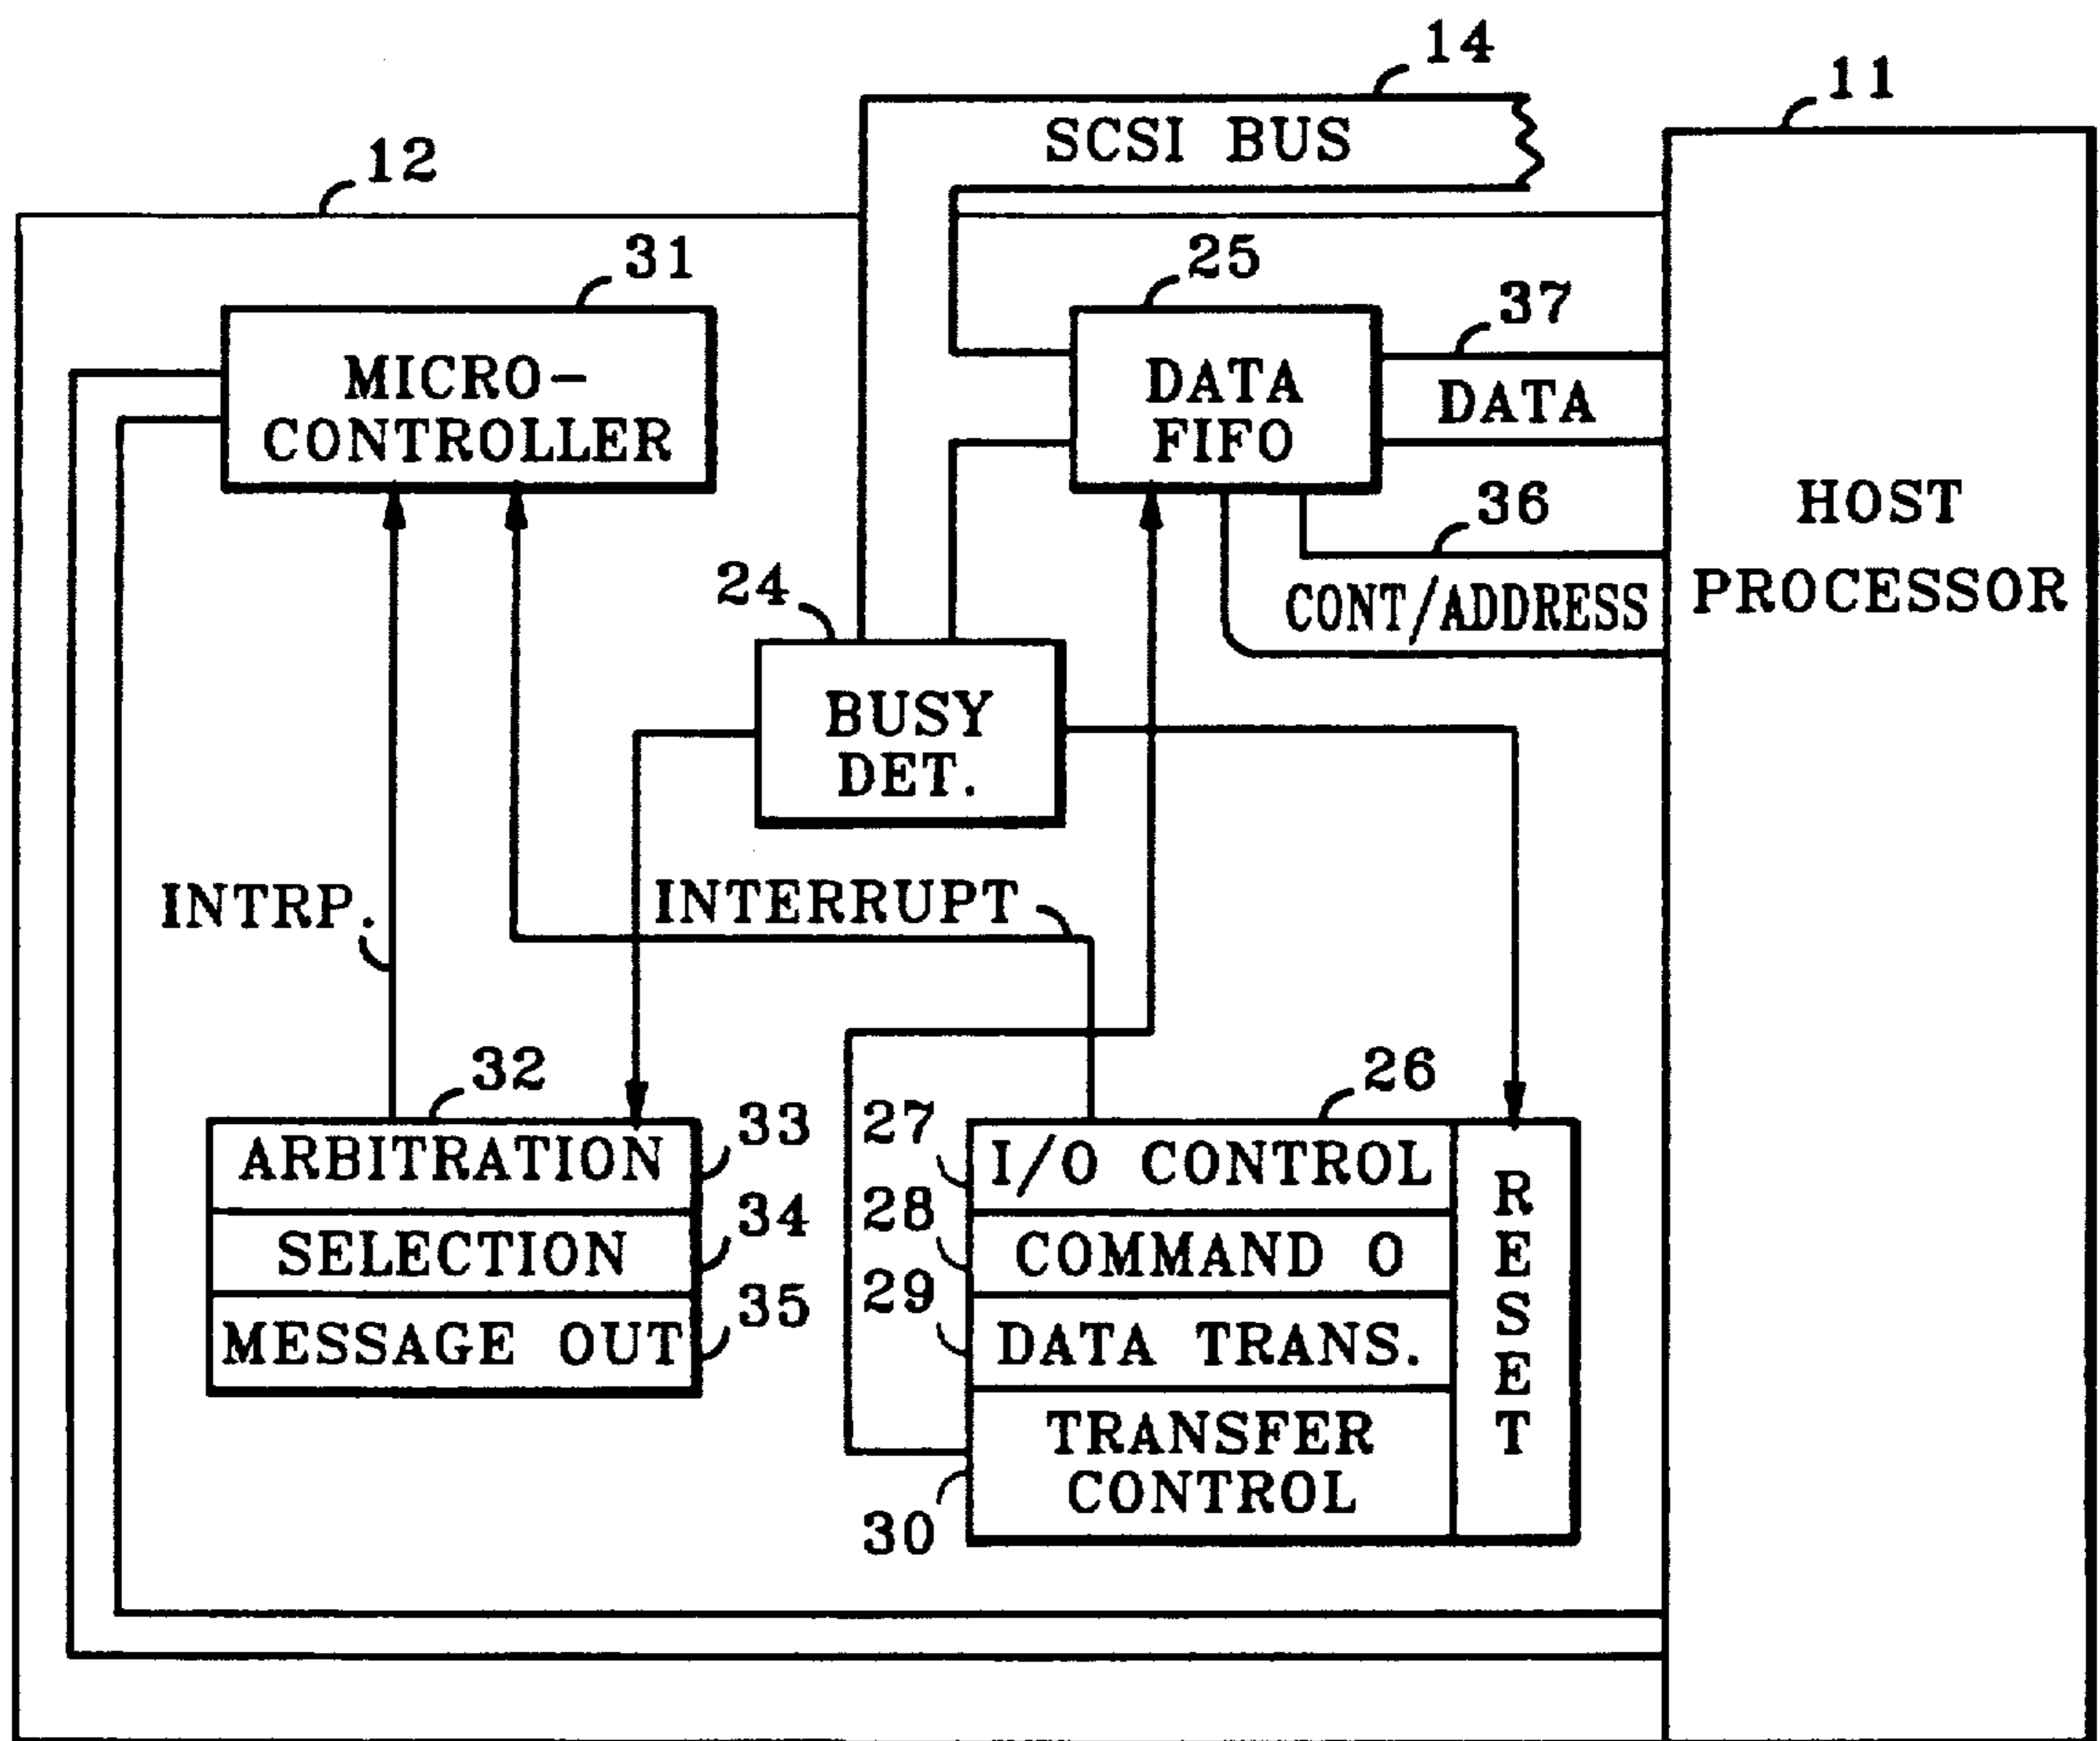 14
SCSI BUS
11
12
31
MICRO-
CONTROLLER
25
DATA
FIFO
37
DATA
36
CONT/ADDRESS
HOST
PROCESSOR
24
BUSY
DET.
INTRP.
INTERRUPT
32
ARBITRATION
33
SELECTION
34
MESSAGE OUT
35
26
27
I/O CONTROL
28
COMMAND O
29
DATA TRANS.
30
TRANSFER
CONTROL
RESET